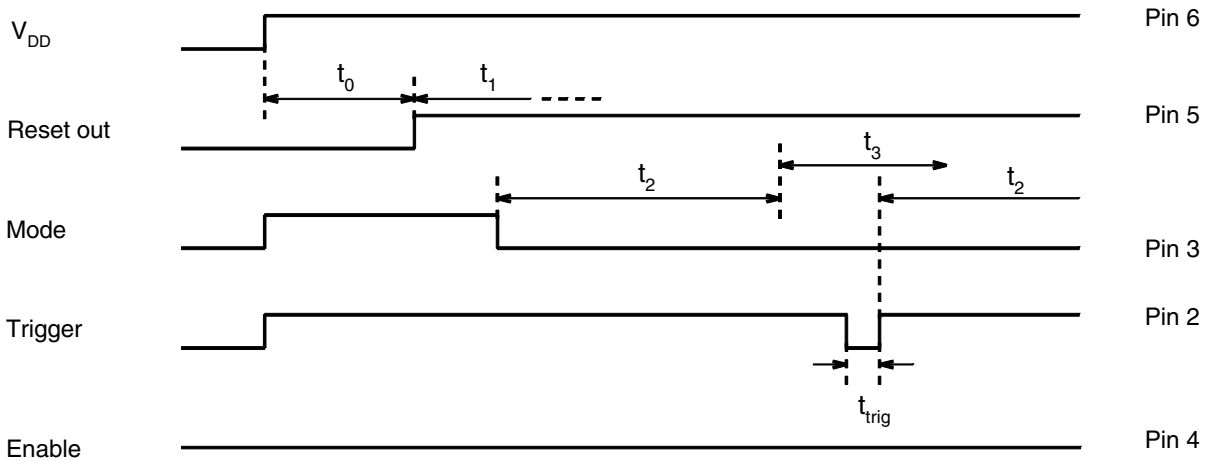 V_DD Pin 6
t_0 t_1
Reset out Pin 5
t_3
t_2 t_2
Mode Pin 3
Trigger Pin 2
t_trig
Enable Pin 4